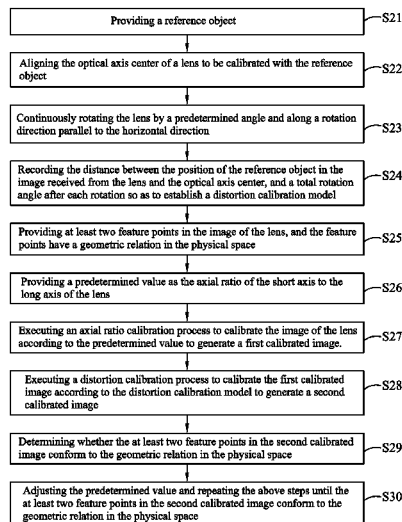 Providing a reference object
S21
Aligning the optical axis center of a lens to be calibrated with the reference
object
S22
Continuously rotating the lens by a predetermined angle and along a rotation
direction parallel to the horizontal direction
S23
Recording the distance between the position of the reference object in the
image received from the lens and the optical axis center, and a total rotation
angle after each rotation so as to establish a distortion calibration model
S24
Providing at least two feature points in the image of the lens, and the feature
points have a geometric relation in the physical space
S25
Providing a predetermined value as the axial ratio of the short axis to the
long axis of the lens
S26
Executing an axial ratio calibration process to calibrate the image of the lens
according to the predetermined value to generate a first calibrated image.
S27
Executing a distortion calibration process to calibrate the first calibrated
image according to the distortion calibration model to generate a second
calibrated image
S28
Determining whether the at least two feature points in the second calibrated
image conform to the geometric relation in the physical space
S29
Adjusting the predetermined value and repeating the above steps until the
at least two feature points in the second calibrated image conform to the
geometric relation in the physical space
S30